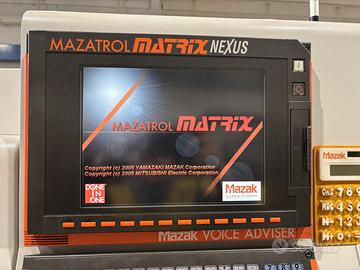 MAZATROL MATRIX NEXUS
MAZATROL MATRIX
Copyright (c) 2005 YAMAZAKI MAZAK Corporation
Copyright (c) 2005 MITSUBISHI Electric Corporation
DONE
IN
ONE
Mazak
Mazak
Mazak VOICE ADVISER
subito